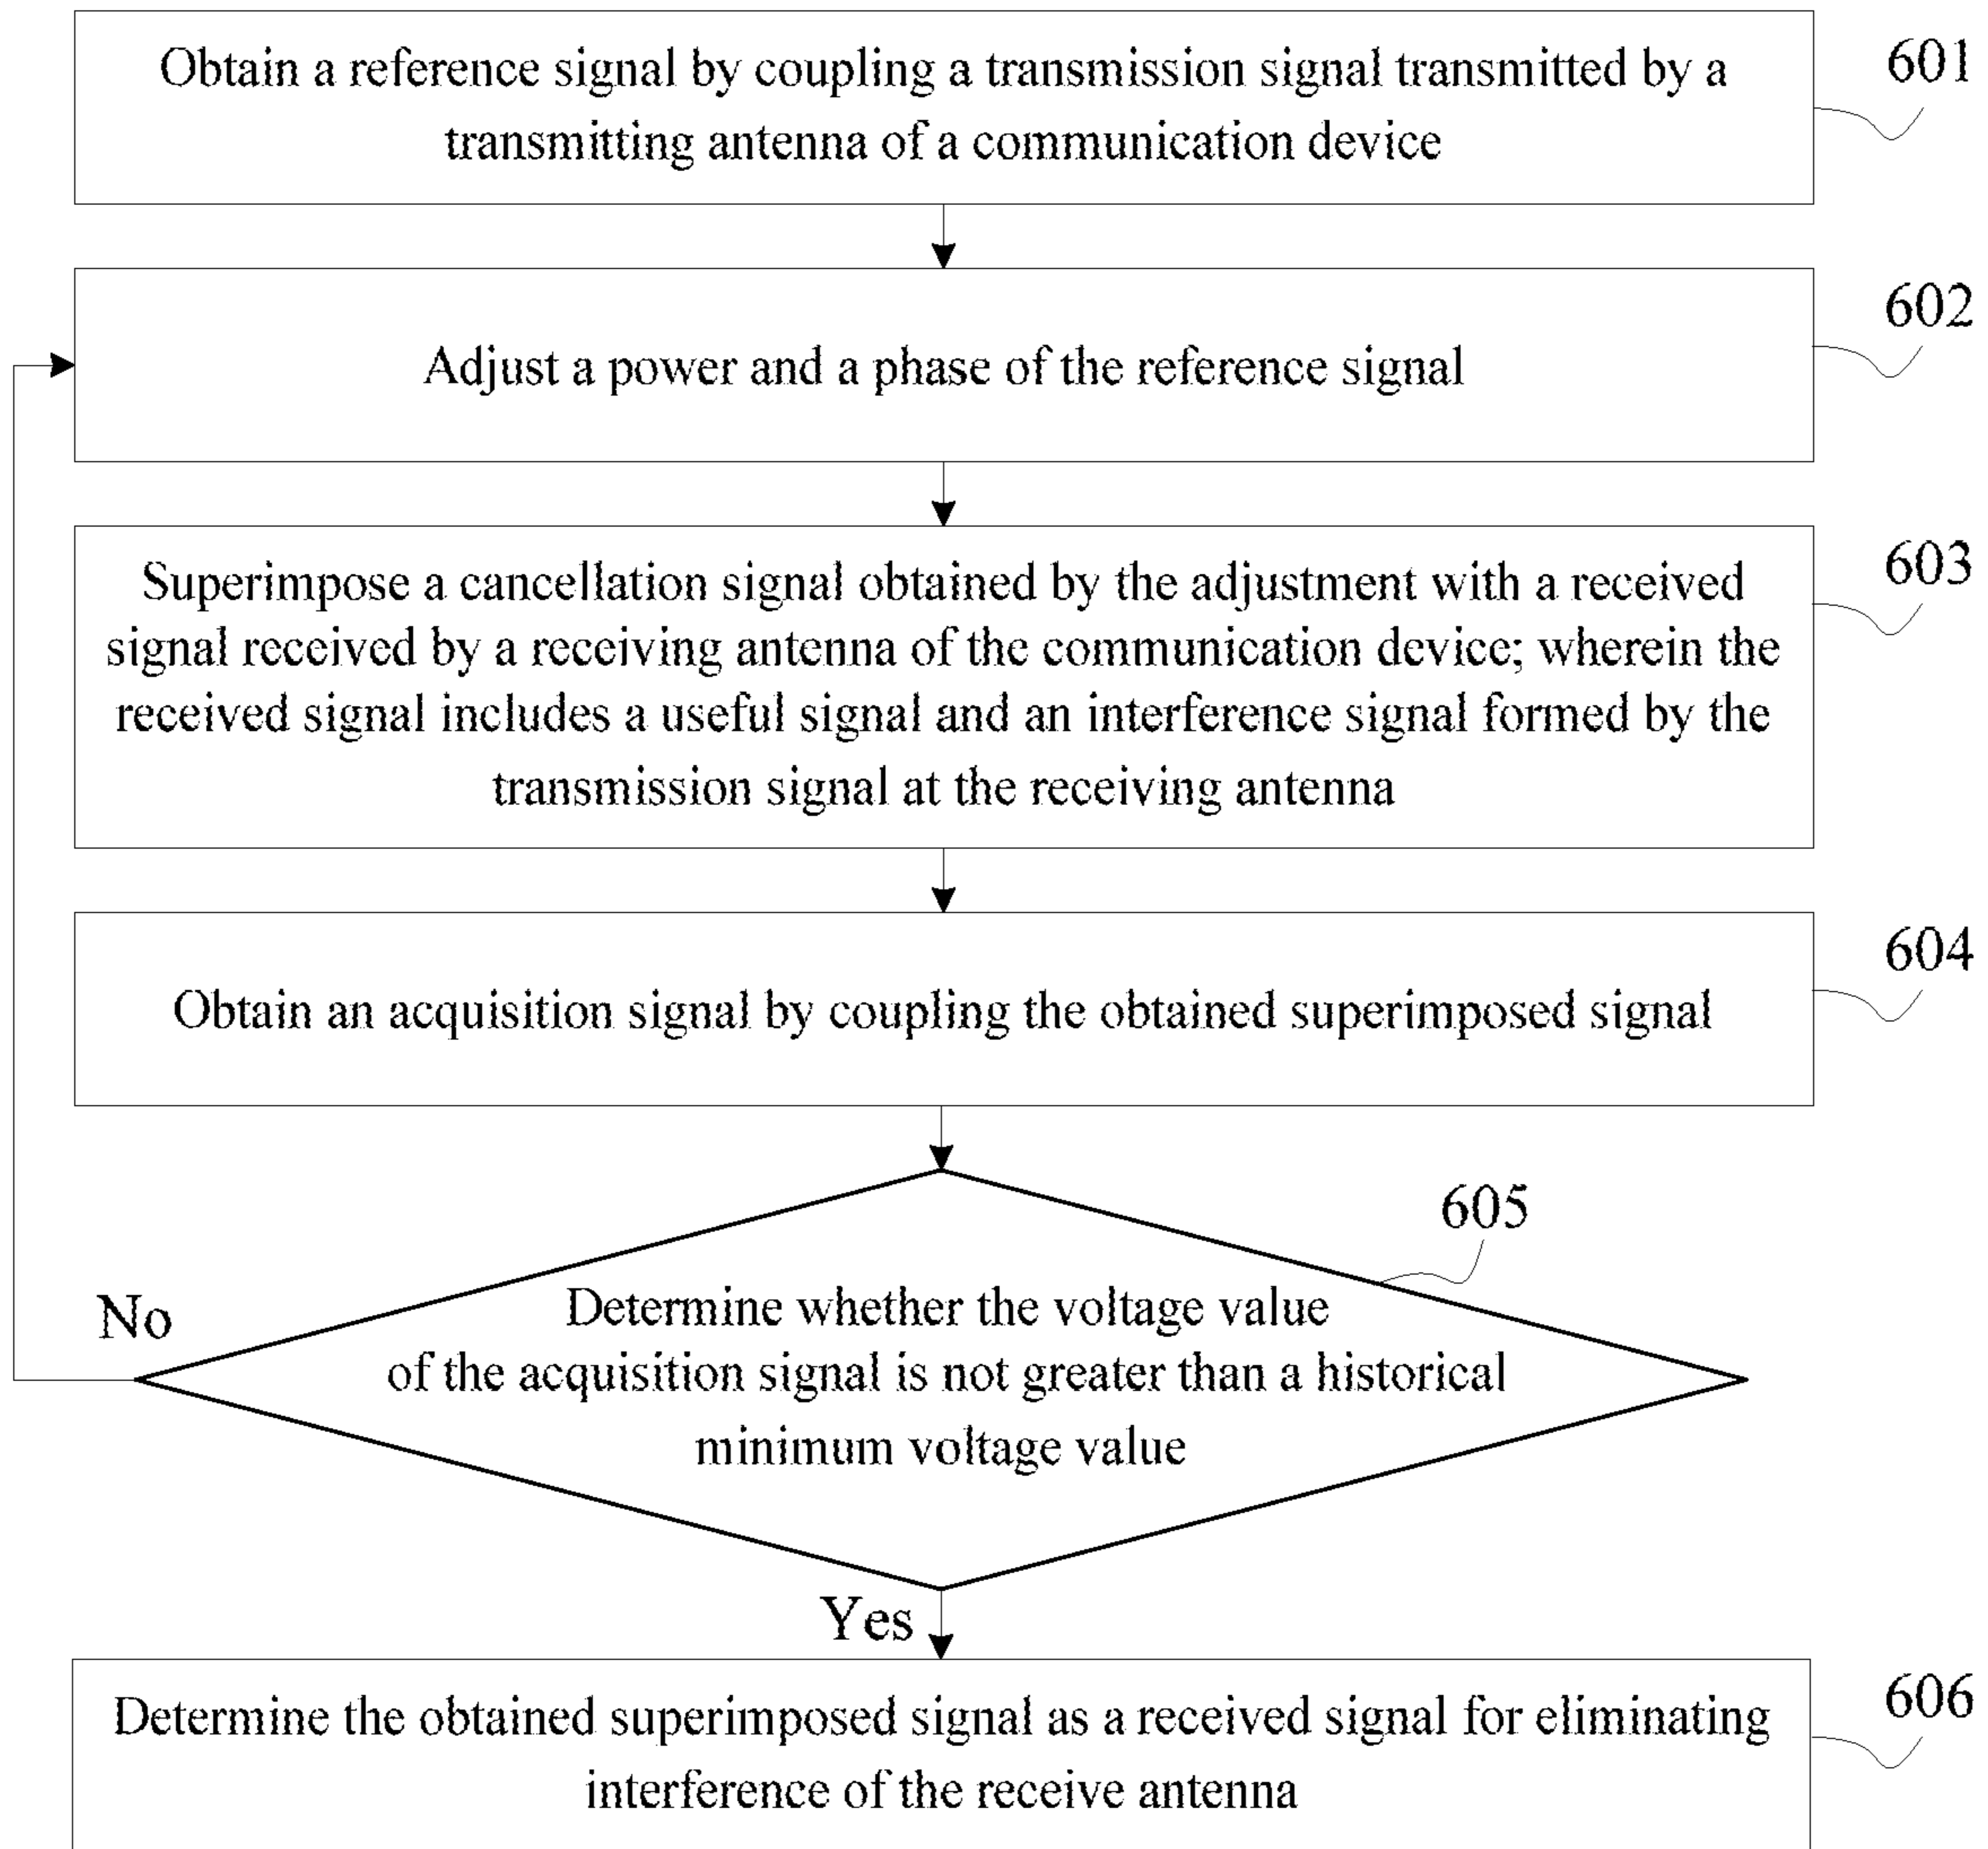 Obtain a reference signal by coupling a transmission signal transmitted by a
transmitting antenna of a communication device
601
Adjust a power and a phase of the reference signal
602
Superimpose a cancellation signal obtained by the adjustment with a received
signal received by a receiving antenna of the communication device; wherein the
received signal includes a useful signal and an interference signal formed by the
transmission signal at the receiving antenna
603
Obtain an acquisition signal by coupling the obtained superimposed signal
604
605
Determine whether the voltage value
of the acquisition signal is not greater than a historical
minimum voltage value
No
Yes
Determine the obtained superimposed signal as a received signal for eliminating
interference of the receive antenna
606